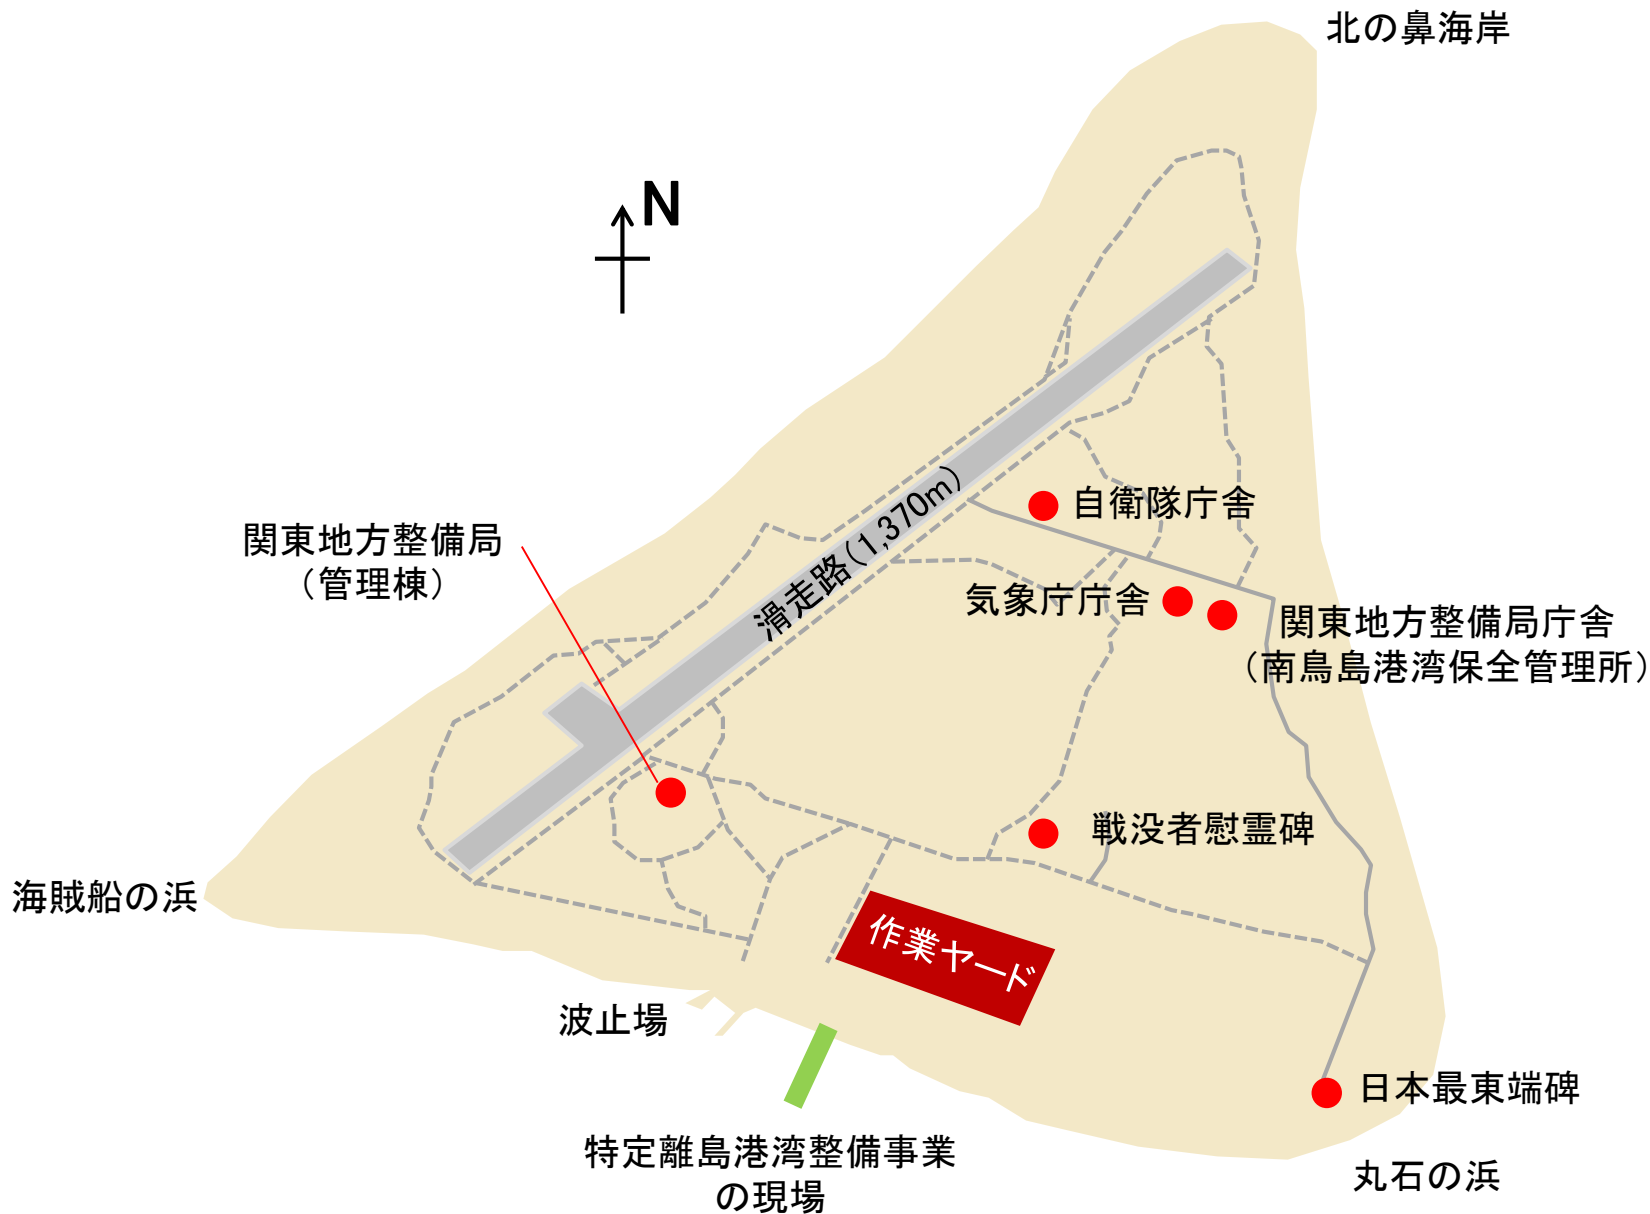 北の鼻海岸
N
滑走路（1,370m）
自衛隊庁舎
関東地方整備局
（管理棟）
気象庁庁舎
関東地方整備局庁舎
（南鳥島港湾保全管理所）
戦没者慰霊碑
海賊船の浜
作業ヤード
波止場
日本最東端碑
特定離島港湾整備事業
の現場
丸石の浜